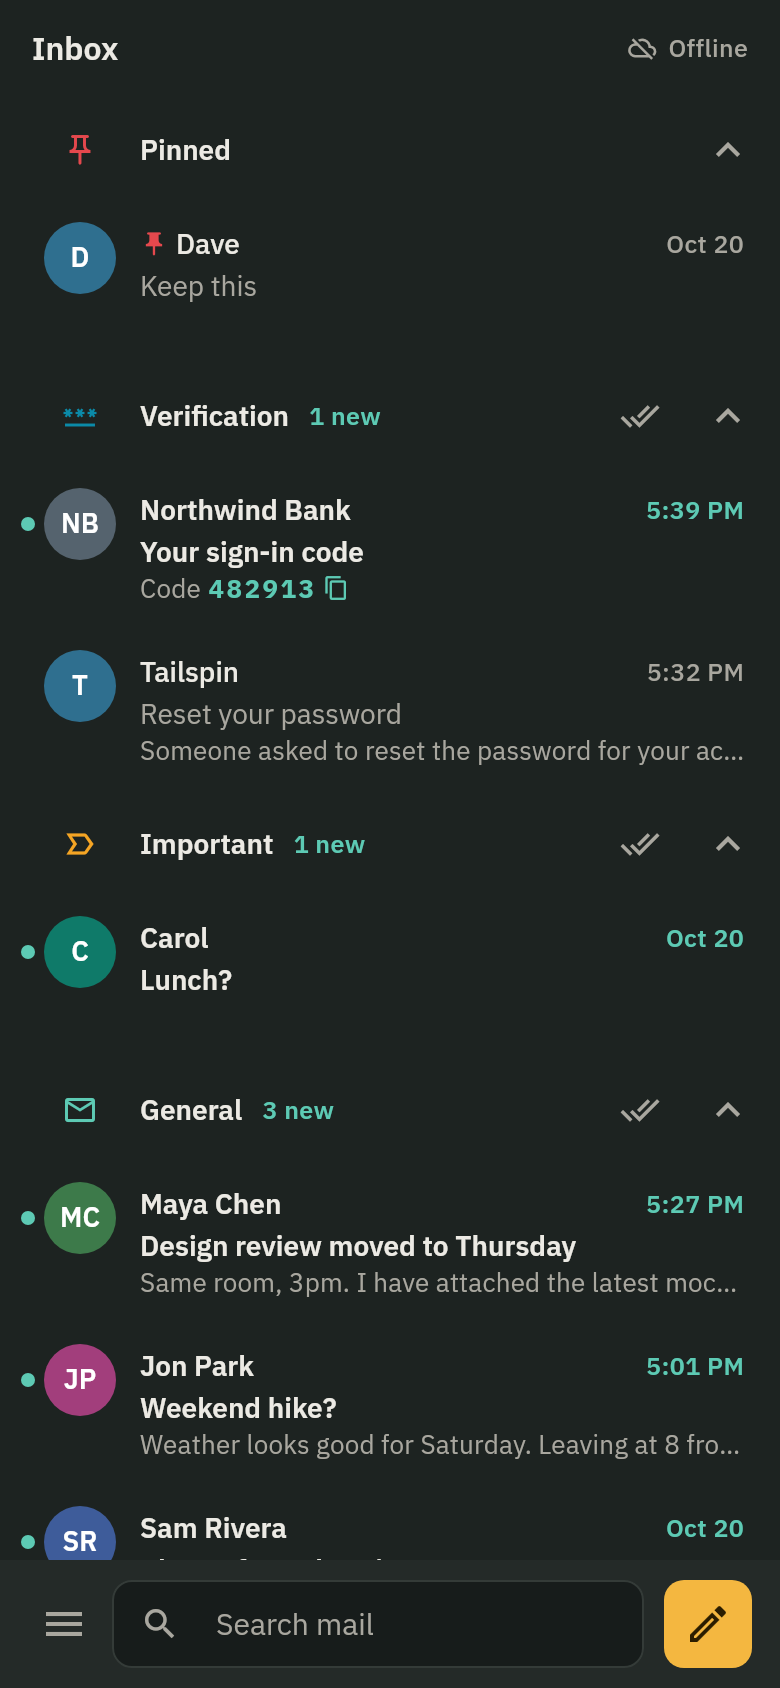 Inbox
Offline
Pinned
D
Dave
Oct 20
Keep this
***
Verification
1 new
NB
Northwind Bank
5:39 PM
Your sign-in code
Code 482913
T
Tailspin
5:32 PM
Reset your password
Someone asked to reset the password for your ac...
Important
1 new
C
Carol
Oct 20
Lunch?
General
3 new
MC
Maya Chen
5:27 PM
Design review moved to Thursday
Same room, 3pm. I have attached the latest moc...
JP
Jon Park
5:01 PM
Weekend hike?
Weather looks good for Saturday. Leaving at 8 fro...
SR
Sam Rivera
Oct 20
Search mail